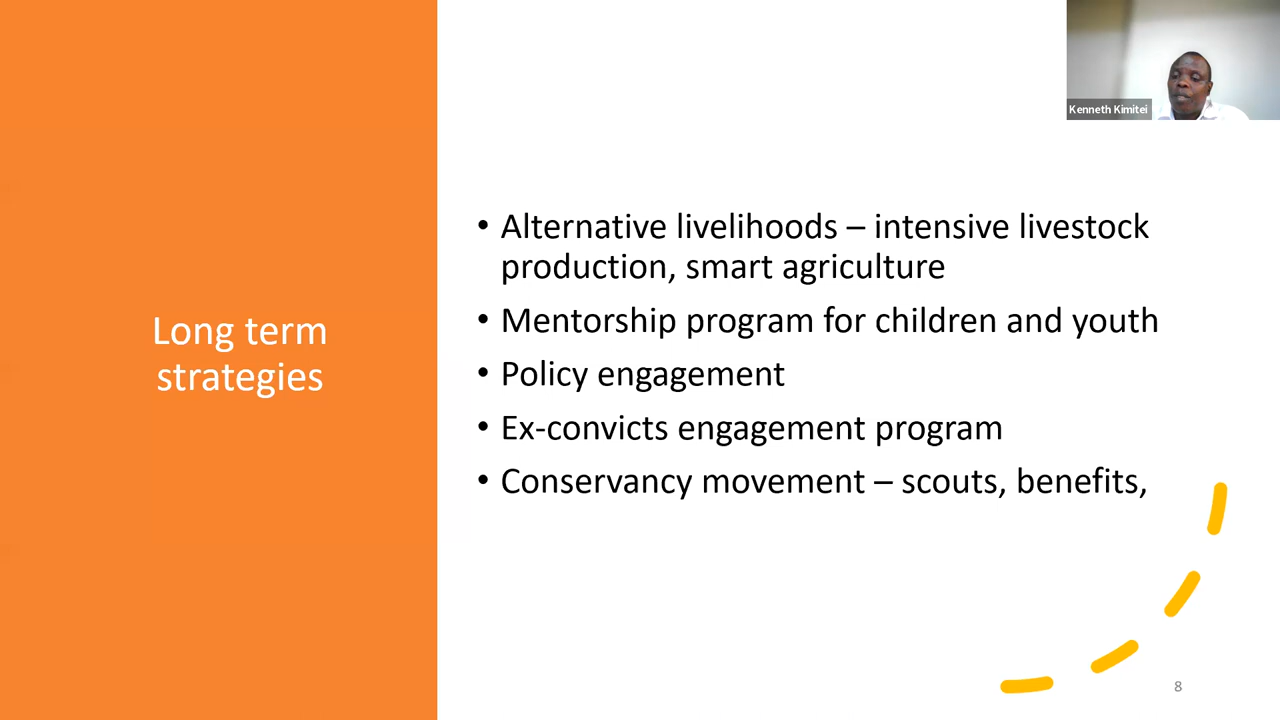 Kenneth Kimitei
Long term
strategies
• Alternative livelihoods – intensive livestock
production, smart agriculture
• Mentorship program for children and youth
• Policy engagement
• Ex-convicts engagement program
• Conservancy movement – scouts, benefits,
8